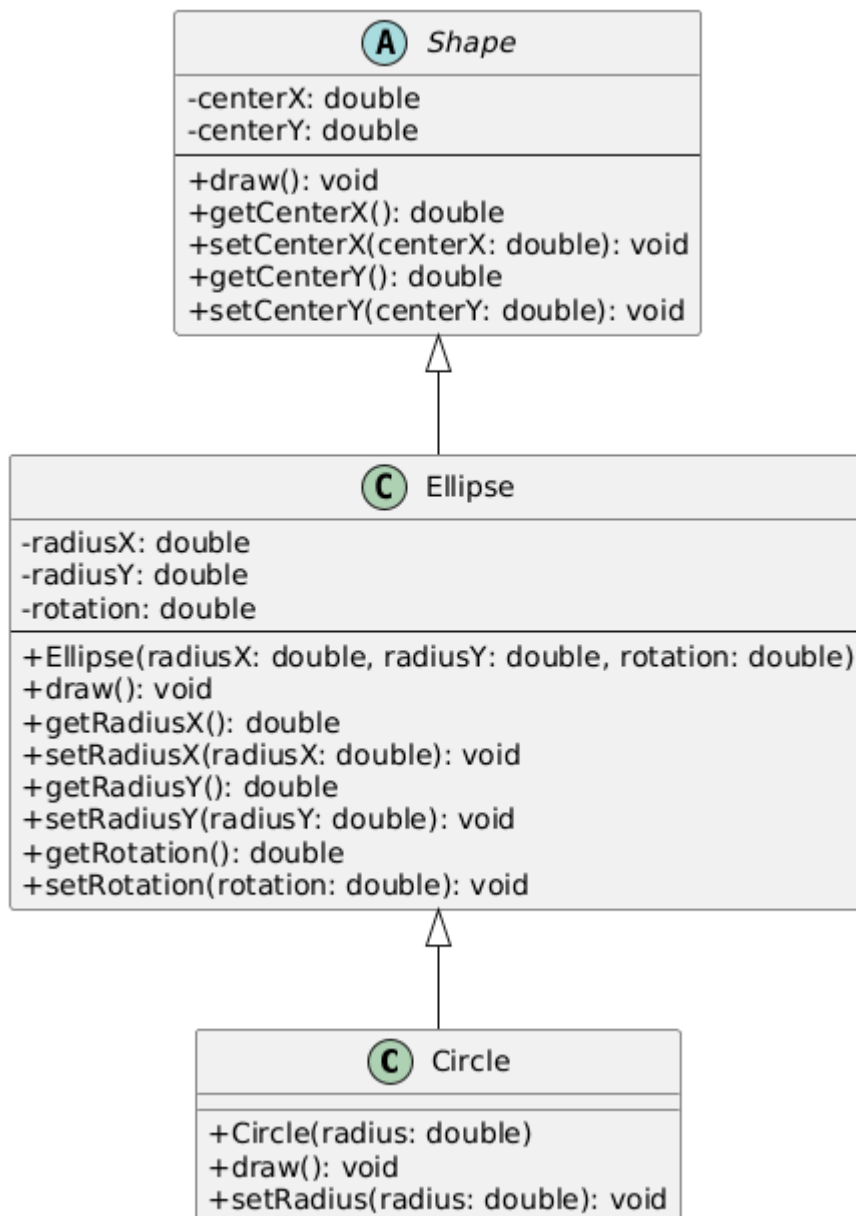 A Shape
-centerX: double
-centerY: double
+draw(): void
+getCenterX(): double
+setCenterX(centerX: double): void
+getCenterY(): double
+setCenterY(centerY: double): void
C Ellipse
-radiusX: double
-radiusY: double
-rotation: double
+Ellipse(radiusX: double, radiusY: double, rotation: double)
+draw(): void
+getRadiusX(): double
+setRadiusX(radiusX: double): void
+getRadiusY(): double
+setRadiusY(radiusY: double): void
+getRotation(): double
+setRotation(rotation: double): void
C Circle
+Circle(radius: double)
+draw(): void
+setRadius(radius: double): void